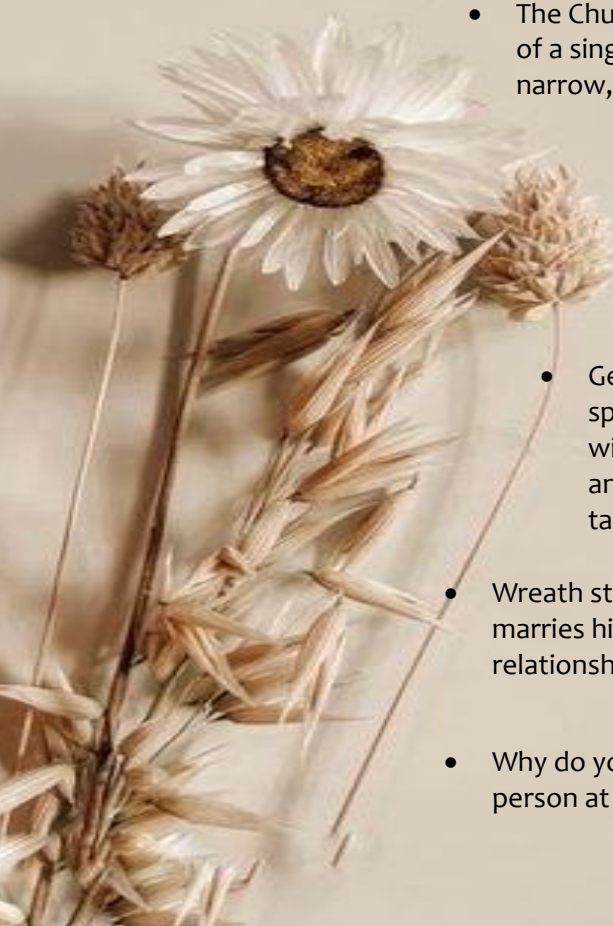 • The Chu
of a sing
narrow,
• Ge
sp
wi
an
ta
• Wreath st
marries hi
relationsh
• Why do yo
person at